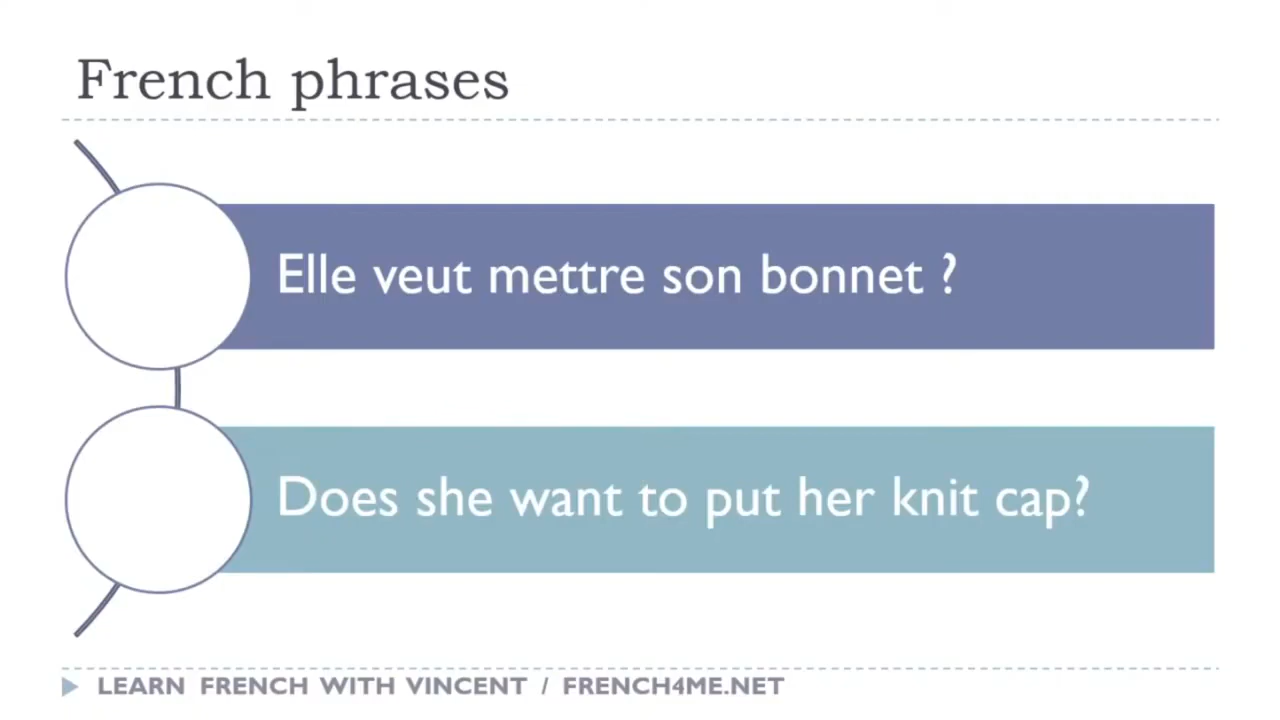 French phrases
Elle veut mettre son bonnet ?
Does she want to put her knit cap?
LEARN FRENCH WITH VINCENT / FRENCH4ME.NET